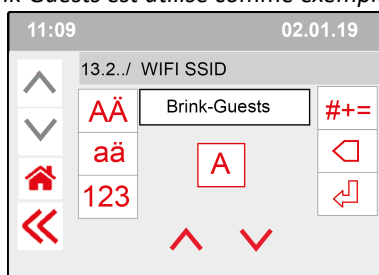 ik-Guests est utilisé comme exempl
11:09 02.01.19
13.2../ WIFI SSID
AÄ Brink-Guests #+=
aä A
123